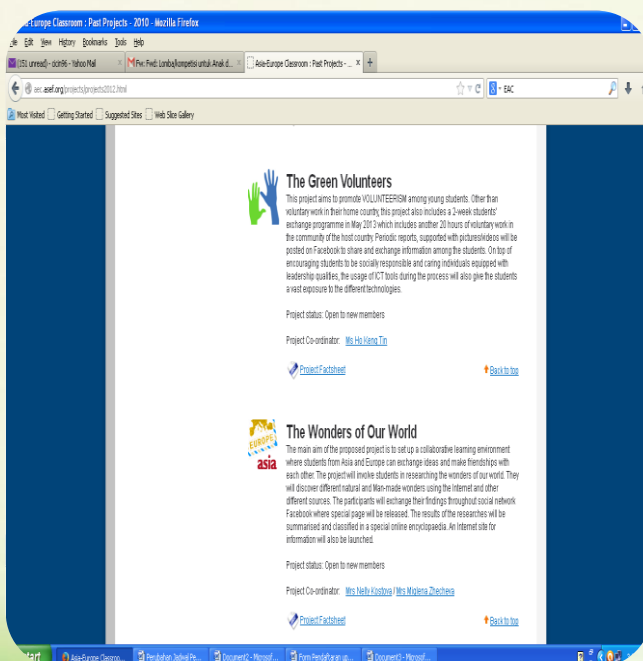 -Europe Classroom : Past Projects - 2010 - Mozilla Firefox
File Edit View History Bookmarks Tools Help
(151 unread) - cicin96 - Yahoo Mail × Fw: Fwd: Lomba/kompetisi untuk Anak d... × Asia-Europe Classroom : Past Projects - ... × +
aec.asef.org/projects/projects2012.html EAC
Most Visited Getting Started Suggested Sites Web Slice Gallery
The Green Volunteers
This project aims to promote VOLUNTEERISM among young students. Other than
voluntary work in their home country, this project also includes a 2-week students'
exchange programme in May 2013 which includes another 20 hours of voluntary work in
the community of the host country. Periodic reports, supported with pictures/videos will be
posted on Facebook to share and exchange information among the students. On top of
encouraging students to be socially responsible and caring individuals equipped with
leadership qualities, the usage of ICT tools during the process will also give the students
a vast exposure to the different technologies.
Project status: Open to new members
Project Co-ordinator: Ms Ho Keng Tin
Project Factsheet Back to top
EUROPE
asia
The Wonders of Our World
The main aim of the proposed project is to set up a collaborative learning environment
where students from Asia and Europe can exchange ideas and make friendships with
each other. The project will involve students in researching the wonders of our world. They
will discover different natural and Man-made wonders using the Internet and other
different sources. The participants will exchange their findings throughout social network
Facebook where special page will be released. The results of the researches will be
summarised and classified in a special online encyclopaedia. An Internet site for
information will also be launched.
Project status: Open to new members
Project Co-ordinator: Mrs Nelly Kostova / Mrs Miglena Zhecheva
Project Factsheet Back to top
start Asia-Europe Classroo... Perubahan Jadwal Pe... Document2 - Microsof... Form Pendaftaran up... Document3 - Microsof...